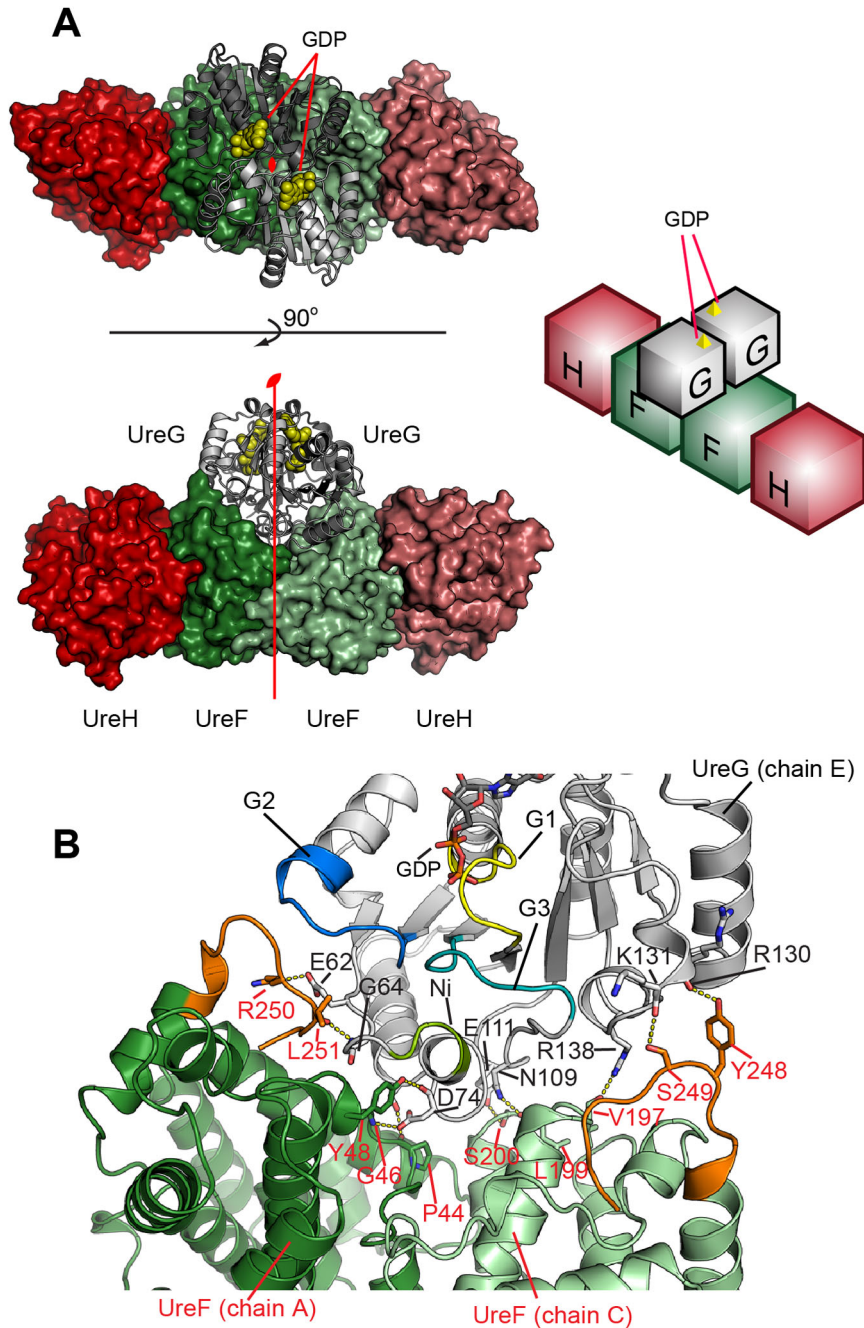 A
GDP
90°
GDP
H
F
G
G
F
H
UreG
UreG
UreH
UreF
UreF
UreH
B
UreG (chain E)
G2
G1
GDP
G3
E62
K131
R130
R250
G64
Ni
L251
E111
R138
N109
Y248
S249
D74
V197
Y48
G46
S200
L199
P44
UreF (chain A)
UreF (chain C)